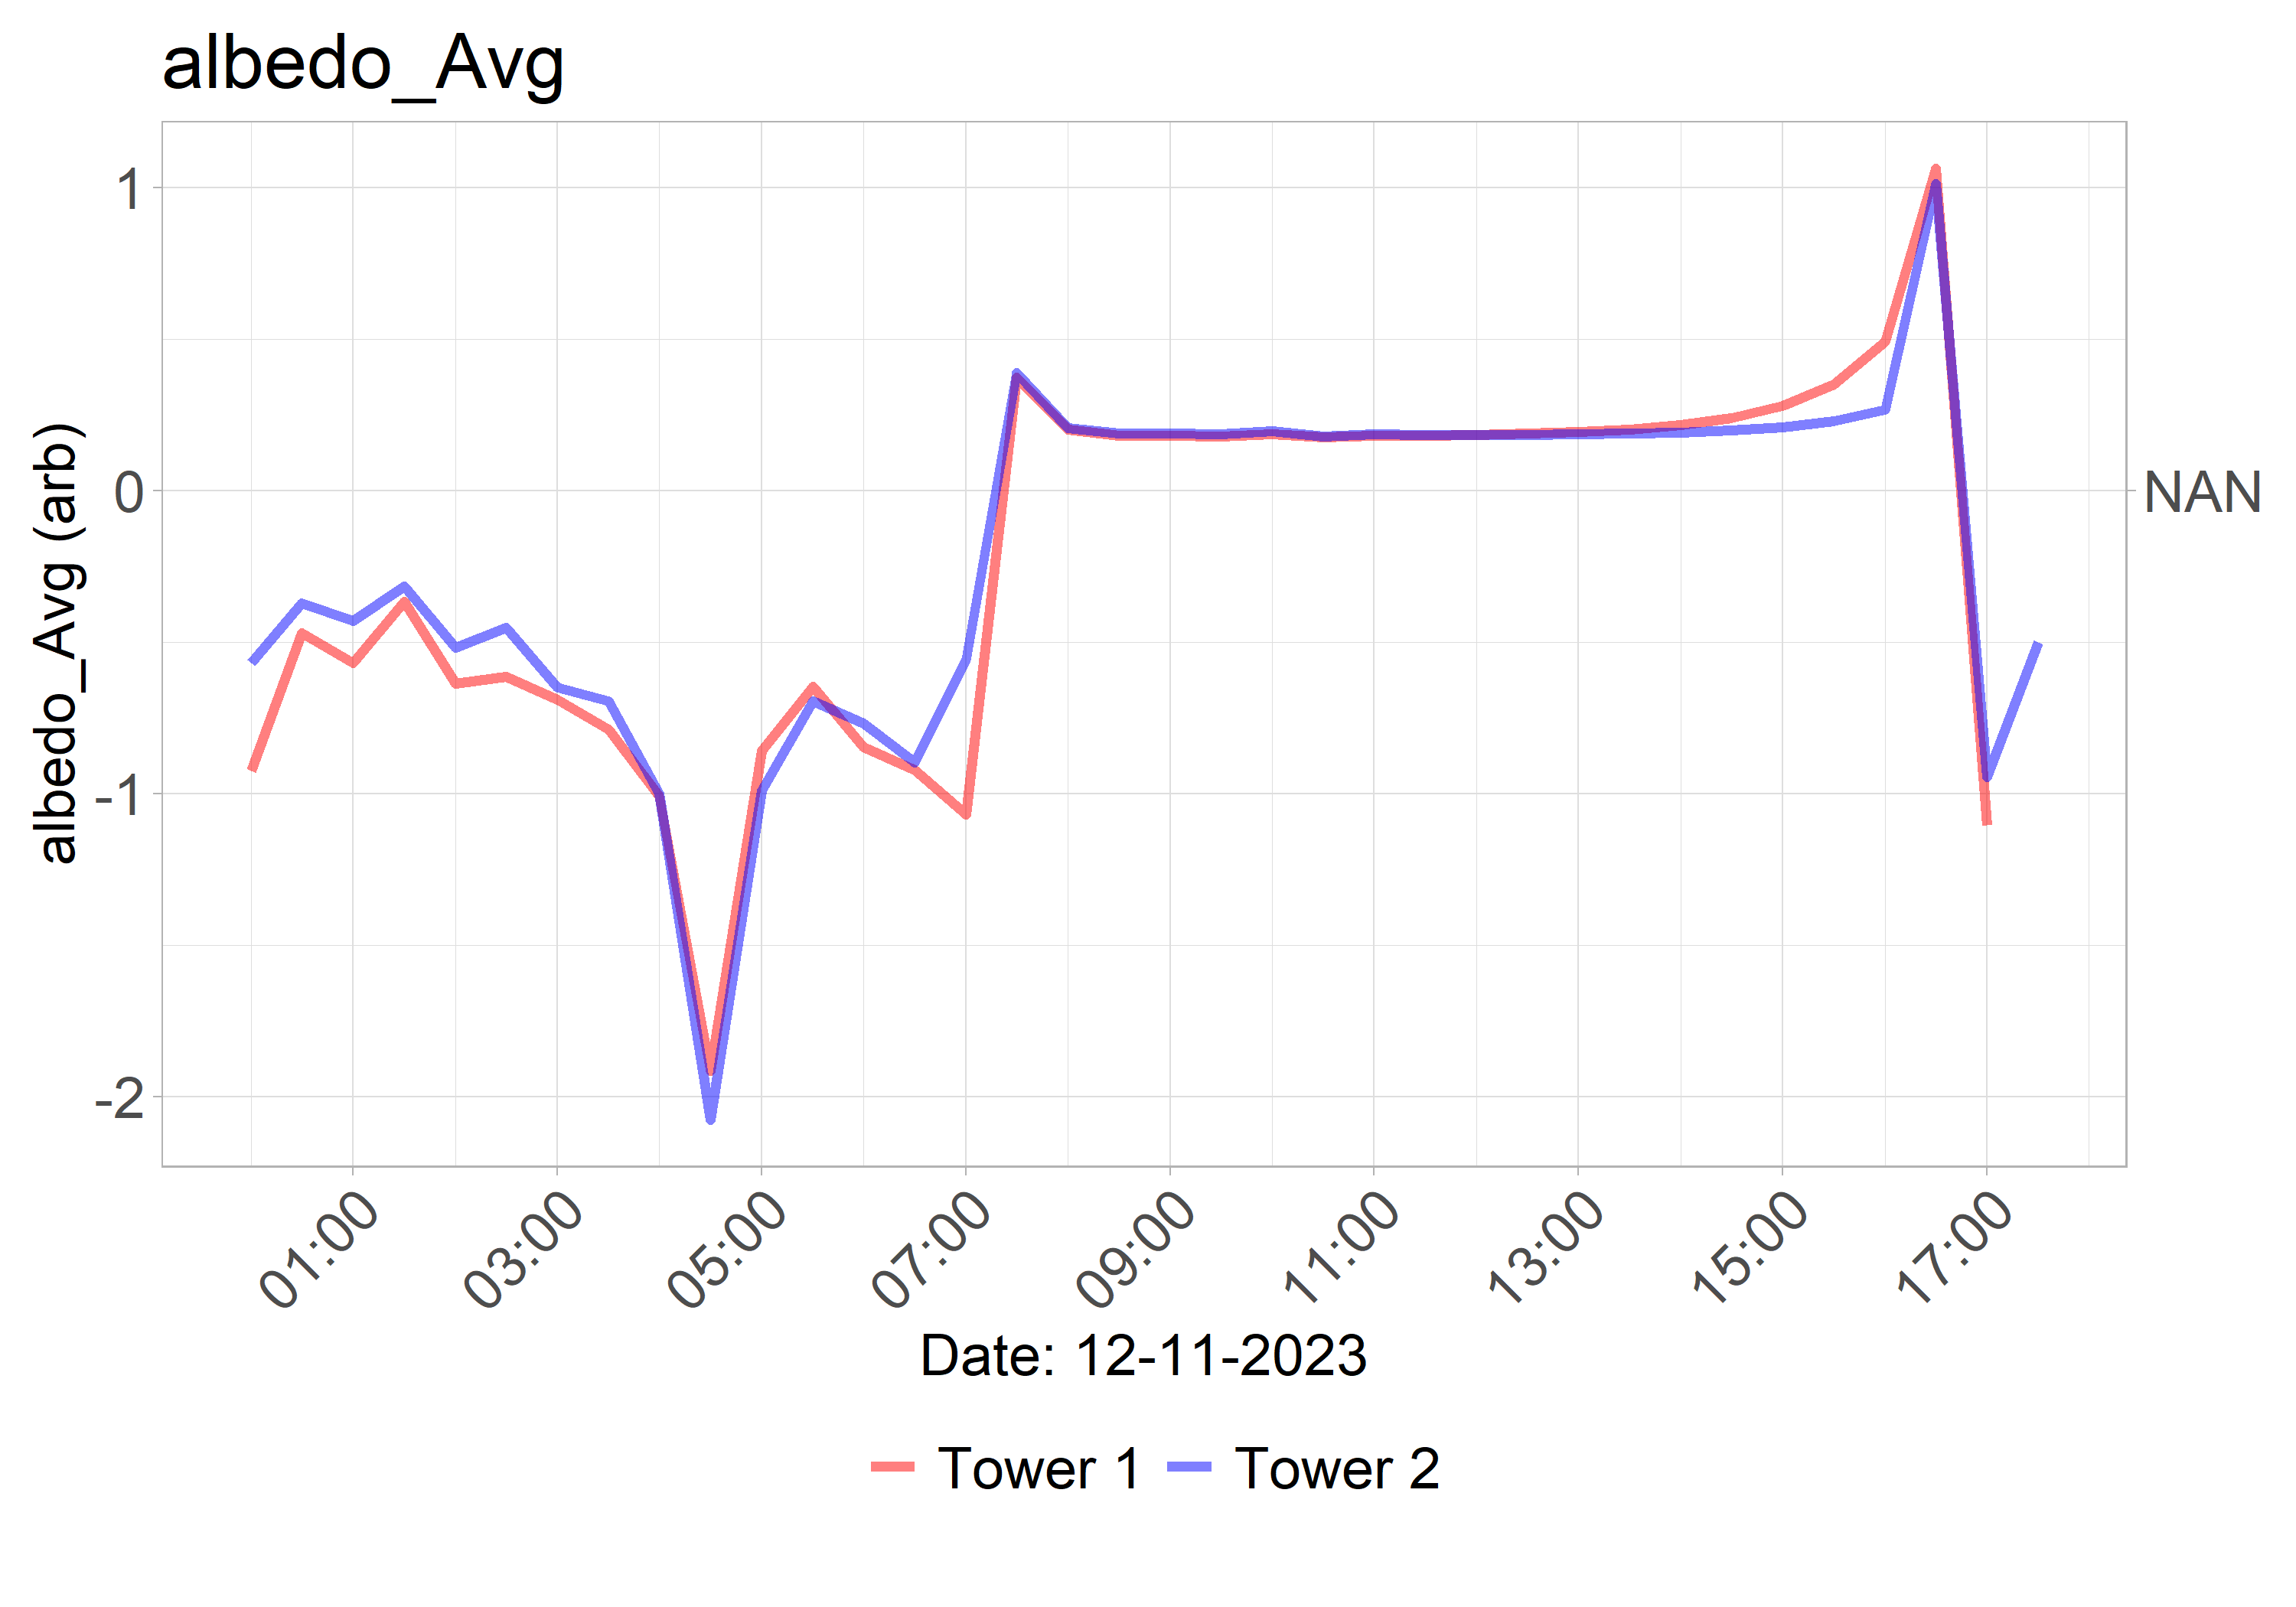 albedo_Avg
albedo_Avg (arb)
1
0
-1
-2
NAN
01:00
03:00
05:00
07:00
09:00
11:00
13:00
15:00
17:00
Date: 12-11-2023
Tower 1
Tower 2